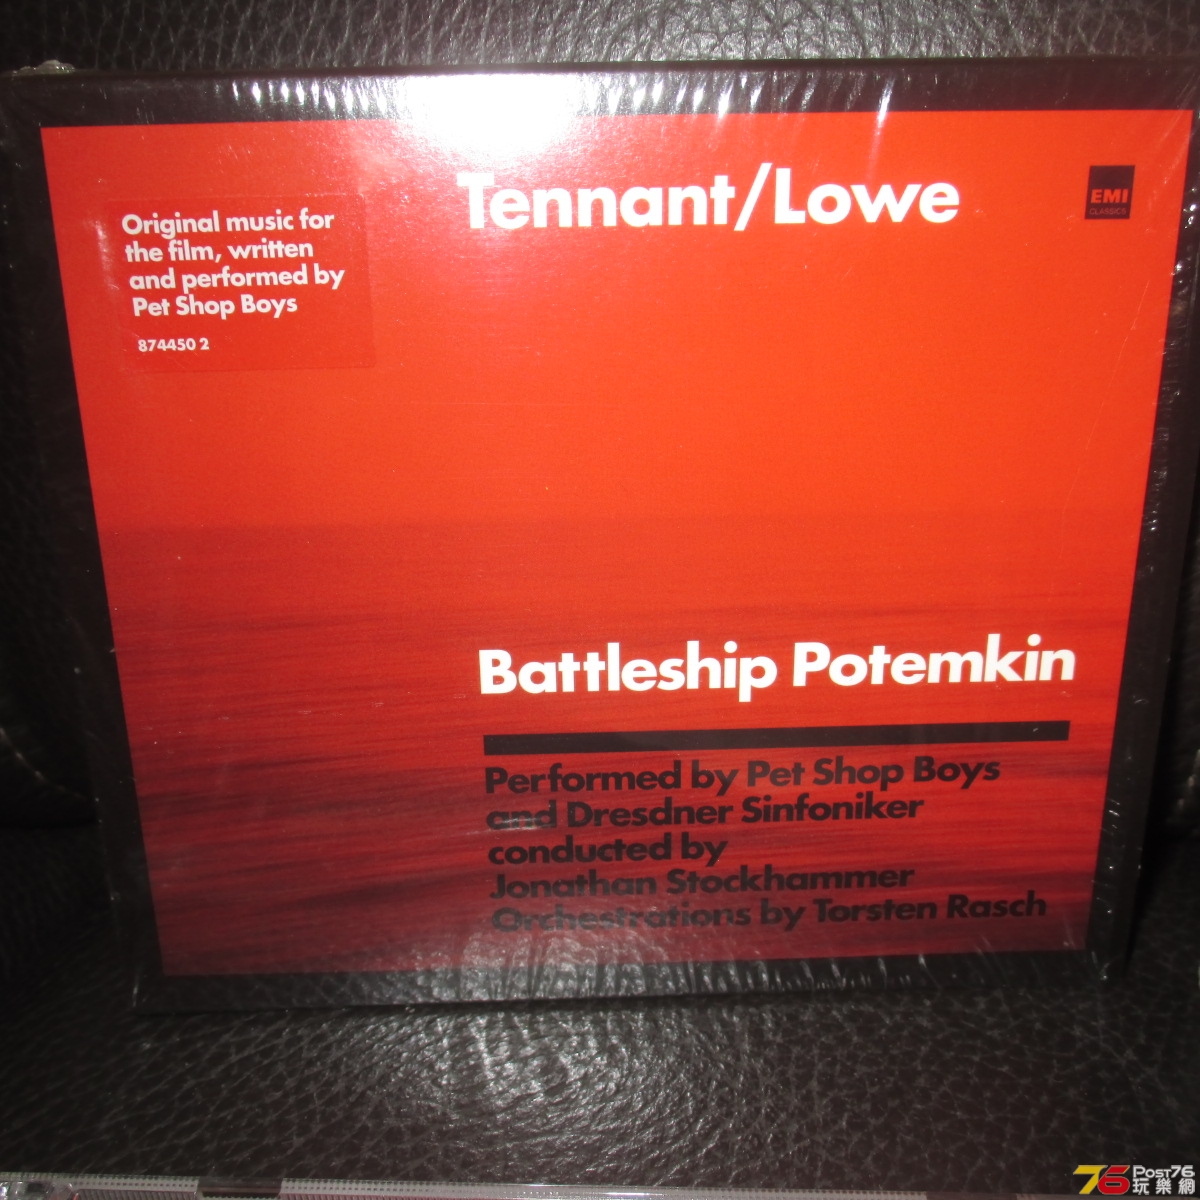 Tennant/Lowe
EMI
CLASSICS
Original music for
the film, written
and performed by
Pet Shop Boys
874450 2
Battleship Potemkin
Performed by Pet Shop Boys
and Dresdner Sinfoniker
conducted by
Jonathan Stockhammer
Orchestrations by Torsten Rasch
76 Post76
玩樂網